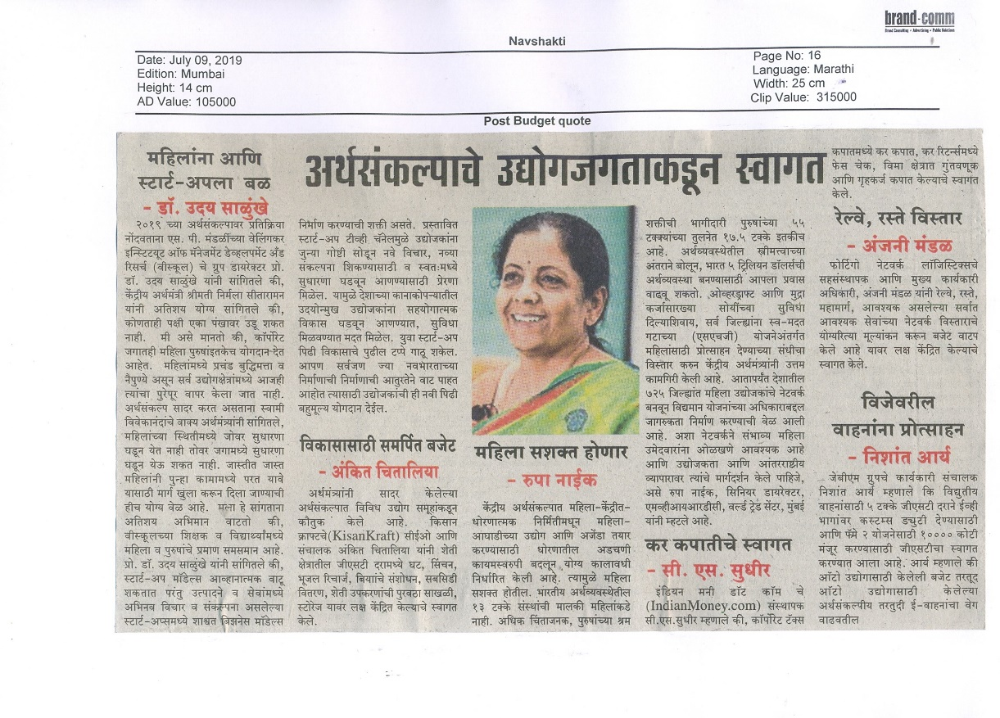 brand-comm
Brand Consulting • Advertising • Public Relations
Navshakti
Date: July 09, 2019
Edition: Mumbai
Height: 14 cm
AD Value: 105000
Page No: 16
Language: Marathi
Width: 25 cm
Clip Value: 315000
Post Budget quote
अर्थसंकल्पाचे उद्योगजगताकडून स्वागत
महिलांना आणि
स्टार्ट-अपला बळ
- डॉ. उदय साळुंखे
२०१९ च्या अर्थसंकल्पावर प्रतिक्रिया
नोंदवताना एस. पी. मंडळींच्या वेलिंगकर
इन्स्टिटयूट ऑफ मॅनेजमेंट डेव्हलपमेंट अँड
रिसर्च (वीस्कूल) चे ग्रुप डायरेक्टर प्रो.
डॉ. उदय साळुंखे यांनी सांगितले की,
केंद्रीय अर्थमंत्री श्रीमती निर्मला सीतारामन
यांनी अतिशय योग्य सांगितले की,
कोणताही पक्षी एका पंखावर उडू शकत
नाही. मी असे मानतो की, कॉर्पोरेट
जगातही महिला पुरुषांइतकेच योगदान देत
आहेत. महिलांमध्ये प्रचंड बुद्धिमत्ता व
नैपुण्ये असून सर्व उद्योगक्षेत्रांमध्ये आजही
त्यांचा पुरेपूर वापर केला जात नाही.
अर्थसंकल्प सादर करत असताना स्वामी
विवेकानंदांचे वाक्य अर्थमंत्र्यांनी सांगितले,
महिलांच्या स्थितीमध्ये जोवर सुधारणा
घडून येत नाही तोवर जगामध्ये सुधारणा
घडून येऊ शकत नाही. जास्तीत जास्त
महिलांनी पुन्हा कामामध्ये परत यावे
यासाठी मार्ग खुला करून दिला जाण्याची
हीच योग्य वेळ आहे. मला हे सांगताना
अतिशय अभिमान वाटतो की,
वीस्कूलच्या शिक्षक व विद्यार्थ्यांमध्ये
महिला व पुरुषांचे प्रमाण समसमान आहे.
प्रो. डॉ. उदय साळुंखे यांनी सांगितले की,
स्टार्ट-अप मॉडेल्स आव्हानात्मक वाटू
शकतात परंतु उत्पादने व सेवांमध्ये
अभिनव विचार व संकल्पना असलेल्या
स्टार्ट-अप्समध्ये शाश्वत बिझनेस मॉडेल्स
निर्माण करण्याची शक्ती असते. प्रस्तावित
स्टार्ट-अप टीव्ही चॅनेलमुळे उद्योजकांना
जुन्या गोष्टी सोडून नवे विचार, नव्या
संकल्पना शिकण्यासाठी व स्वतःमध्ये
सुधारणा घडवून आणण्यासाठी प्रेरणा
मिळेल. यामुळे देशाच्या कानाकोपऱ्यातील
उदयोन्मुख उद्योजकांना सहयोगात्मक
विकास घडवून आणण्यात, सुविधा
मिळवण्यात मदत मिळेल. युवा स्टार्ट-अप
पिढी विकासाचे पुढील टप्पे गाठू शकेल.
आपण सर्वजण ज्या नवभारताच्या
निर्माणाची निर्माणाची आतुरतेने वाट पाहत
आहोत त्यासाठी उद्योजकांची ही नवी पिढी
बहुमूल्य योगदान देईल.
विकासासाठी समर्पित बजेट
- अंकित चितालिया
अर्थमंत्र्यांनी सादर केलेल्या
अर्थसंकल्पात विविध उद्योग समूहांकडून
कौतुक केले आहे. किसान
क्राफ्टचे(KisanKraft) सीईओ आणि
संचालक अंकित चितालिया यांनी शेती
क्षेत्रातील जीएसटी दरामध्ये घट, सिंचन,
भूजल रिचार्ज, बियाांचे संशोधन, सबसिडी
वितरण, शेती उपकरणांची पुरवठा साखळी,
स्टोरेज यावर लक्ष केंद्रित केल्याचे स्वागत
केले.
महिला सशक्त होणार
- रुपा नाईक
केंद्रीय अर्थसंकल्पात महिला-केंद्रीत-
धोरणात्मक निर्मितीमधून महिला-
आघाडीच्या उद्योग आणि अजेंडा तयार
करण्यासाठी धोरणातील अडचणी
कायमस्वरुपी बदलून योग्य कालावधी
निर्धारित केली आहे. त्यामुळे महिला
सशक्त होतील. भारतीय अर्थव्यवस्थेतील
१३ टक्के संस्थांची मालकी महिलांकडे
नाही. अधिक चिंताजनक, पुरुषांच्या श्रम
शक्तीची भागीदारी पुरुषांच्या ५५
टक्क्यांच्या तुलनेत १७.५ टक्के इतकीच
आहे. अर्थव्यवस्थेतील स्त्रीमत्त्वाच्या
अंतराने बोलून, भारत ५ ट्रिलियन डॉलर्सची
अर्थव्यवस्था बनण्यासाठी आपला प्रवास
वाढवू शकतो. ओव्हरड्राफ्ट आणि मुद्रा
कर्जासारख्या सोयींच्या सुविधा
दिल्याशिवाय, सर्व जिल्ह्यांना स्व-मदत
गटाच्या (एसएचजी) योजनेअंतर्गत
महिलांसाठी प्रोत्साहन देण्याच्या संधीचा
विस्तार करुन केंद्रीय अर्थमंत्र्यांनी उत्तम
कामगिरी केली आहे. आतापर्यंत देशातील
७२५ जिल्ह्यांत महिला उद्योजकांचे नेटवर्क
बनवून विद्यमान योजनांच्या अधिकाराबद्दल
जागरुकता निर्माण करण्याची वेळ आली
आहे. अशा नेटवर्कने संभाव्य महिला
उमेदवारांना ओळखणे आवश्यक आहे
आणि उद्योजकता आणि आंतरराष्ट्रीय
व्यापारावर त्यांचे मार्गदर्शन केले पाहिजे,
असे रुपा नाईक, सिनियर डायरेक्टर,
एमव्हीआयआरडीसी, वर्ल्ड ट्रेड सेंटर, मुंबई
यांनी म्हटले आहे.
कर कपातीचे स्वागत
- सी. एस. सुधीर
इंडियन मनी डॉट कॉम चे
(IndianMoney.com) संस्थापक
सी.एस.सुधीर म्हणाले की, कॉर्पोरेट टॅक्स
कपातमध्ये कर कपात, कर रिटर्न्समध्ये
फेस चेक, विमा क्षेत्रात गुंतवणूक
आणि गृहकर्ज कपात केल्याचे स्वागत
केले.
रेल्वे, रस्ते विस्तार
- अंजनी मंडळ
फोर्टिगो नेटवर्क लॉजिस्टिक्सचे
सहसंस्थापक आणि मुख्य कार्यकारी
अधिकारी, अंजनी मंडळ यांनी रेल्वे, रस्ते,
महामार्ग, आवश्यक असलेल्या सर्वात
आवश्यक सेवांच्या नेटवर्क विस्ताराचे
योग्यरित्या मूल्यांकन करून बजेट वाटप
केले आहे यावर लक्ष केंद्रित केल्याचे
स्वागत केले.
विजेवरील
वाहनांना प्रोत्साहन
- निशांत आर्य
जेबीएम ग्रुपचे कार्यकारी संचालक
निशांत आर्य म्हणाले कि विद्युतीय
वाहनांसाठी ५ टक्के जीएसटी दराने ईव्ही
भागांवर कस्टम्स ड्युटी देण्यासाठी
आणि फॅमे २ योजनेसाठी १०००० कोटी
मंजूर करण्यासाठी जीएसटीचा स्वागत
करण्यात आला आहे. आर्य म्हणाले की
ऑटो उद्योगासाठी केलेली बजेट तरतूद
ऑटो उद्योगासाठी केलेल्या
अर्थसंकल्पीय तरतुदी ई-वाहनांचा वेग
वाढवतील